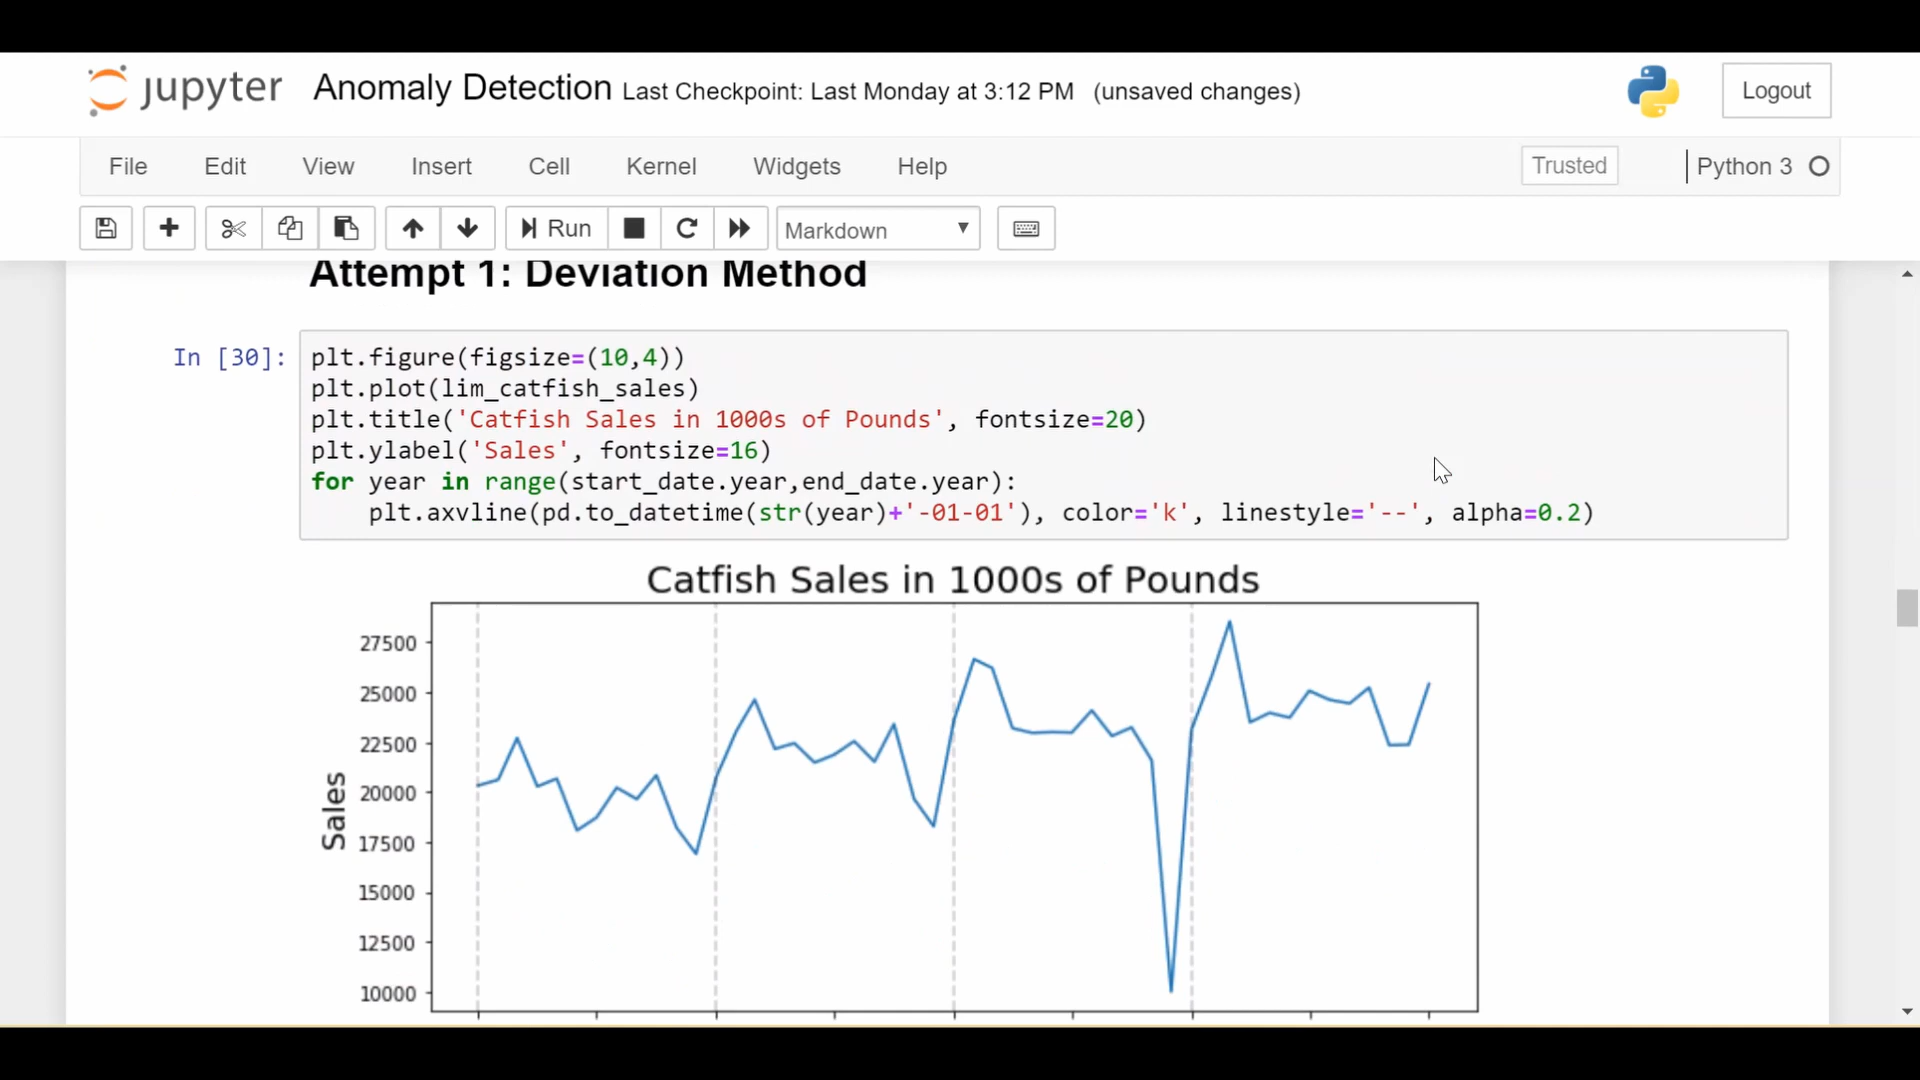 jupyter Anomaly Detection Last Checkpoint: Last Monday at 3:12 PM (unsaved changes) Logout
File Edit View Insert Cell Kernel Widgets Help Trusted Python 3
Run Markdown
Attempt 1: Deviation Method
In [30]: plt.figure(figsize=(10,4))
plt.plot(lim_catfish_sales)
plt.title('Catfish Sales in 1000s of Pounds', fontsize=20)
plt.ylabel('Sales', fontsize=16)
for year in range(start_date.year,end_date.year):
    plt.axvline(pd.to_datetime(str(year)+'-01-01'), color='k', linestyle='--', alpha=0.2)
Catfish Sales in 1000s of Pounds
27500
25000
22500
20000
17500
15000
12500
10000
Sales